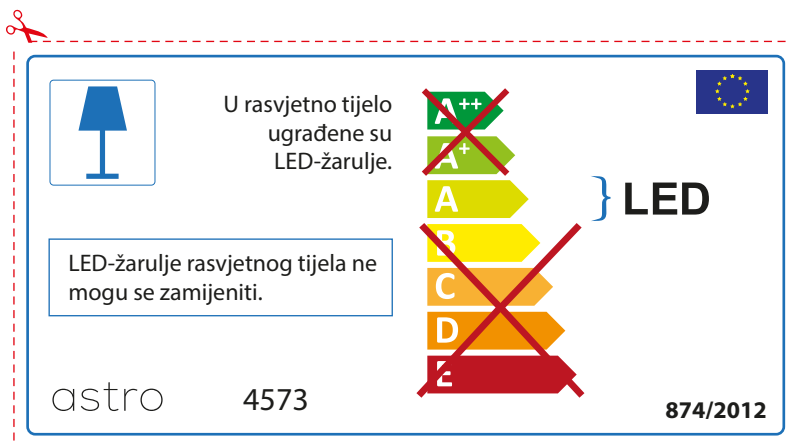 U rasvjetno tijelo
ugrađene su
LED-žarulje.
A++
A+
A
B
C
D
E
LED
LED-žarulje rasvjetnog tijela ne
mogu se zamijeniti.
astro
4573
874/2012